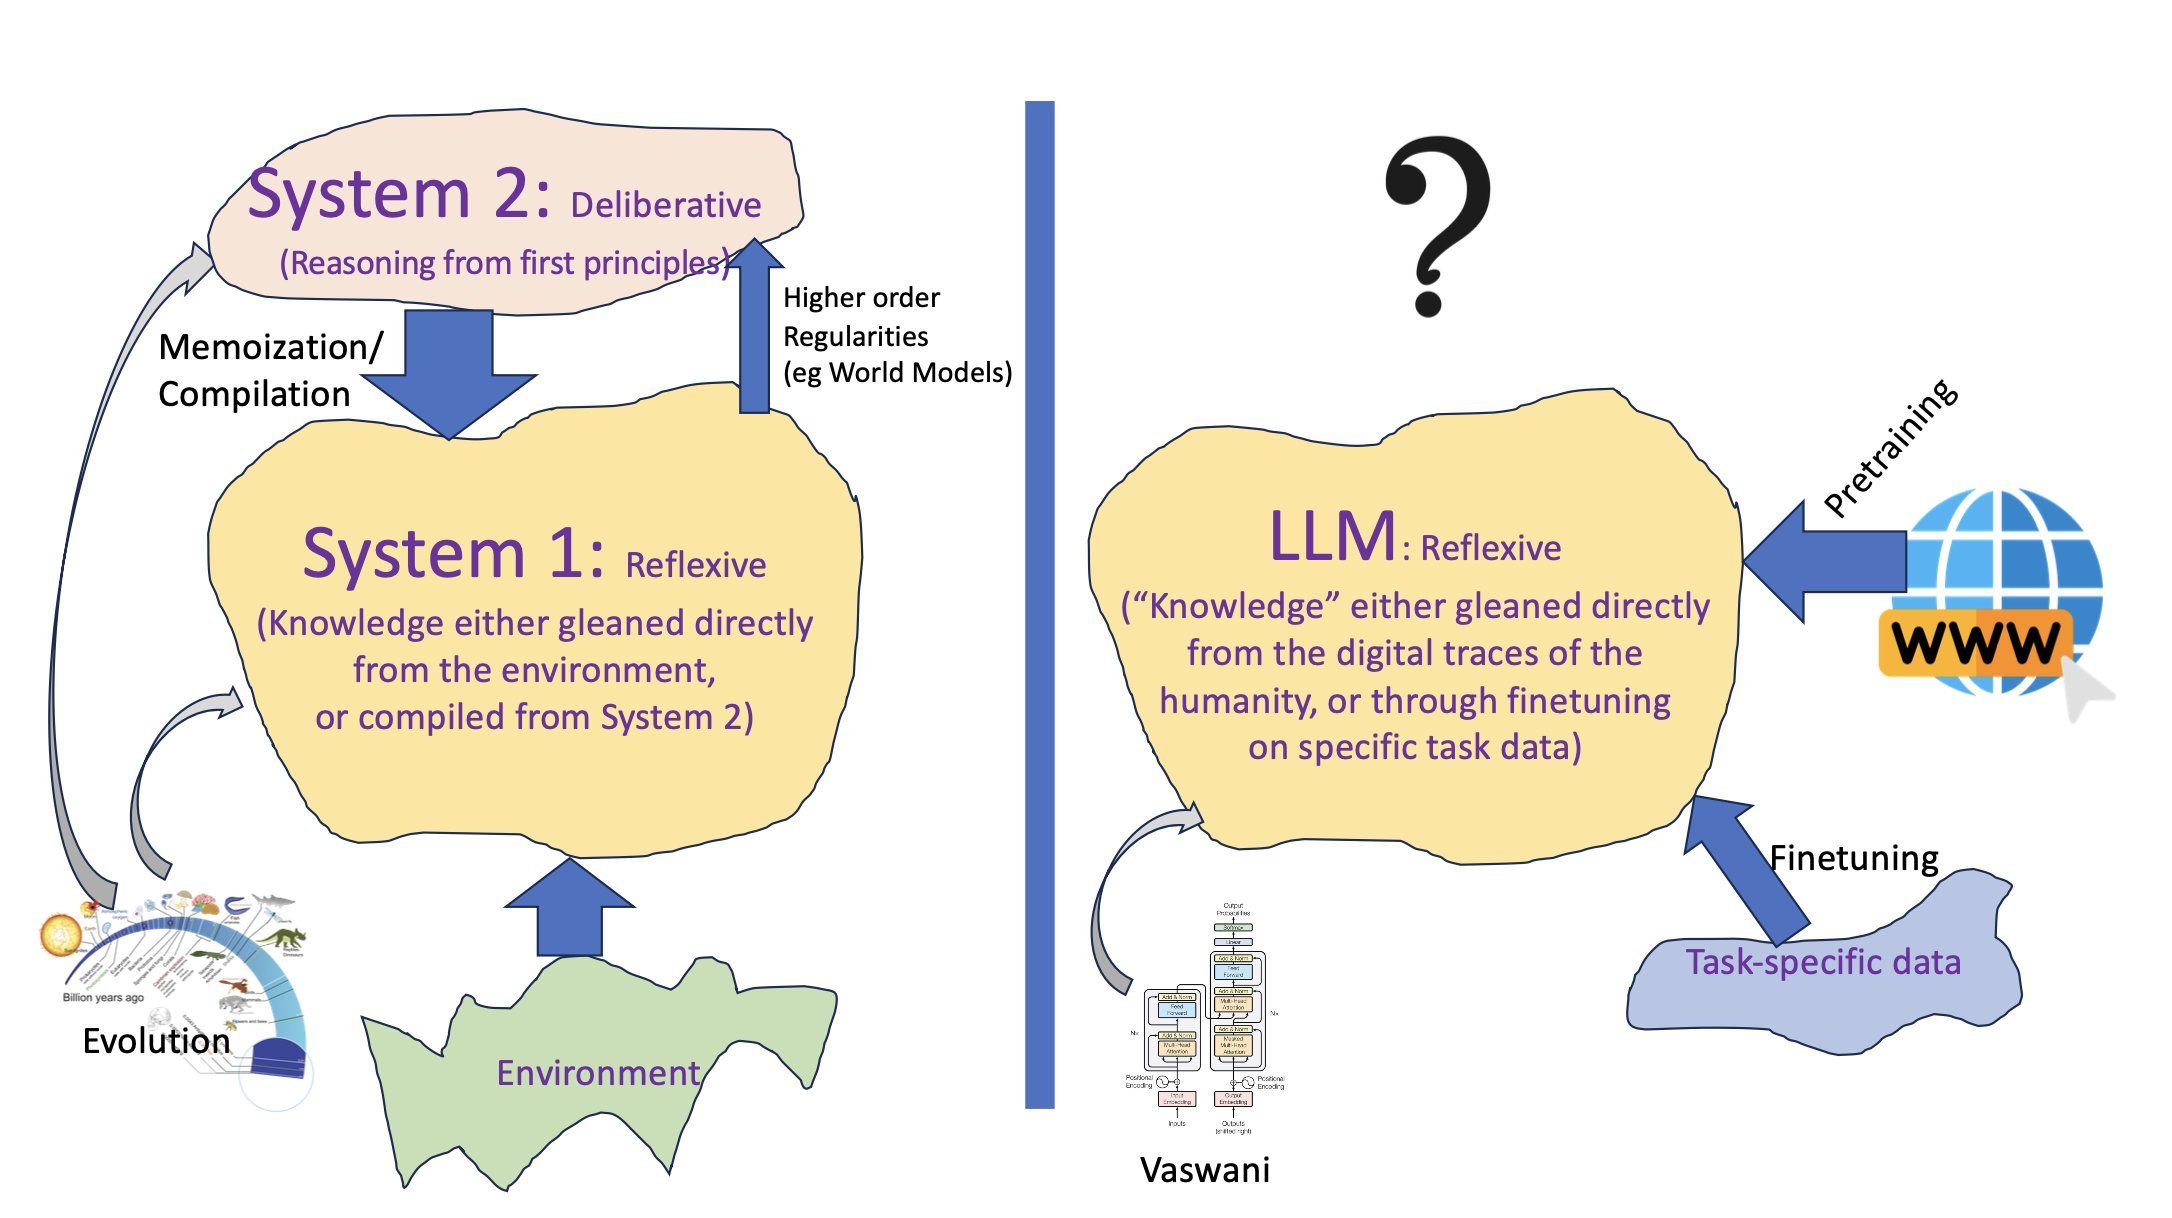 System 2: Deliberative
(Reasoning from first principles)
Memoization/
Compilation
Higher order
Regularities
(eg World Models)
System 1: Reflexive
(Knowledge either gleaned directly
from the environment,
or compiled from System 2)
Billion years ago
Evolution
Environment
?
LLM: Reflexive
(“Knowledge” either gleaned directly
from the digital traces of the
humanity, or through finetuning
on specific task data)
Pretraining
WWW
Finetuning
Task-specific data
Output
Probabilities
Softmax
Linear
Add & Norm
Feed
Forward
Add & Norm
Multi-Head
Attention
Add & Norm
Masked
Multi-Head
Attention
Nx
Add & Norm
Feed
Forward
Add & Norm
Multi-Head
Attention
Nx
Positional
Encoding
Positional
Encoding
Input
Embedding
Output
Embedding
Inputs
Outputs
(shifted right)
Vaswani